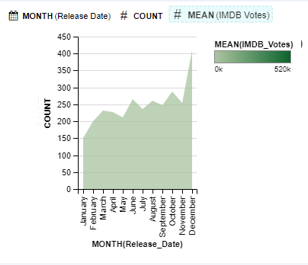 MONTH (Release Date) # COUNT # MEAN (IMDB Votes)
MEAN(IMDB_Votes)
0k 520k
COUNT
450
400
350
300
250
200
150
100
50
0
January
February
March
April
May
June
July
August
September
October
November
December
MONTH(Release_Date)